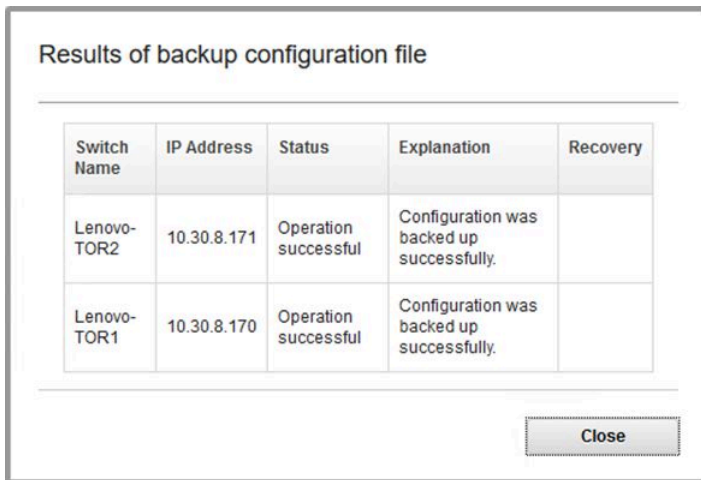 Results of backup configuration file
Switch Name IP Address Status Explanation Recovery
Lenovo-TOR2 10.30.8.171 Operation successful Configuration was backed up successfully.
Lenovo-TOR1 10.30.8.170 Operation successful Configuration was backed up successfully.
Close